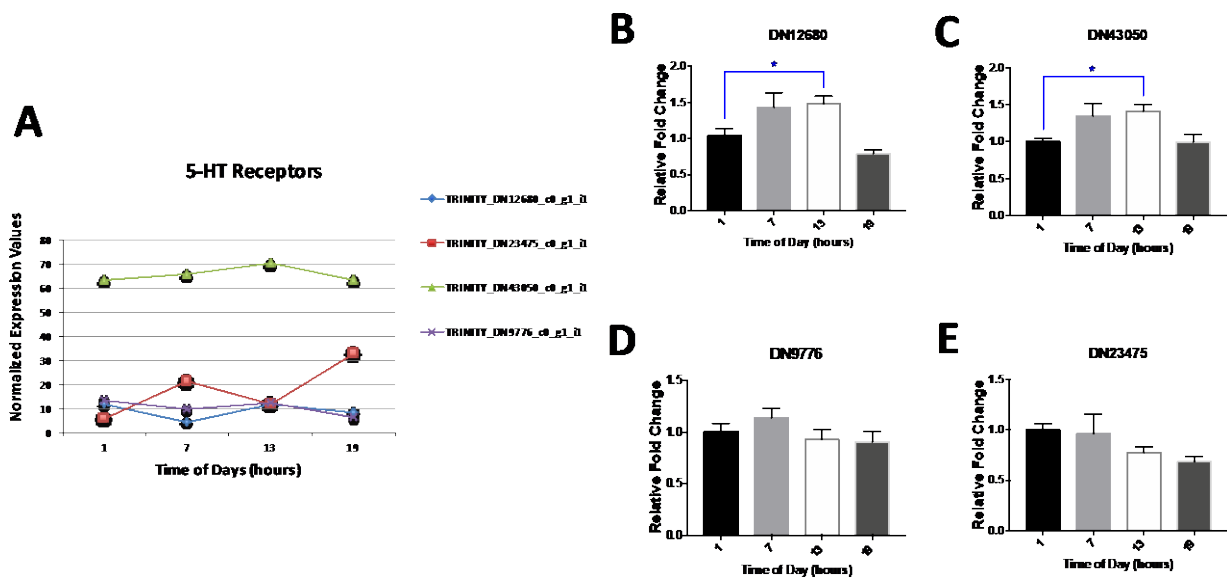 A
5-HT Receptors
Normalized Expression Values
80
70
60
50
40
30
20
10
0
1 7 13 19
Time of Days (hours)
TRINITY_DN12680_c0_g1_i1
TRINITY_DN23475_c0_g1_i1
TRINITY_DN43050_c0_g1_i1
TRINITY_DN9776_c0_g1_i1
B
DN12680
*
Relative Fold Change
2.0
1.5
1.0
0.5
0.0
1 7 13 19
Time of Day (hours)
C
DN43050
*
Relative Fold Change
2.0
1.5
1.0
0.5
0.0
1 7 13 19
Time of Day (hours)
D
DN9776
Relative Fold Change
1.5
1.0
0.5
0.0
1 7 13 19
Time of Day (hours)
E
DN23475
Relative Fold Change
1.5
1.0
0.5
0.0
1 7 13 19
Time of Day (hours)